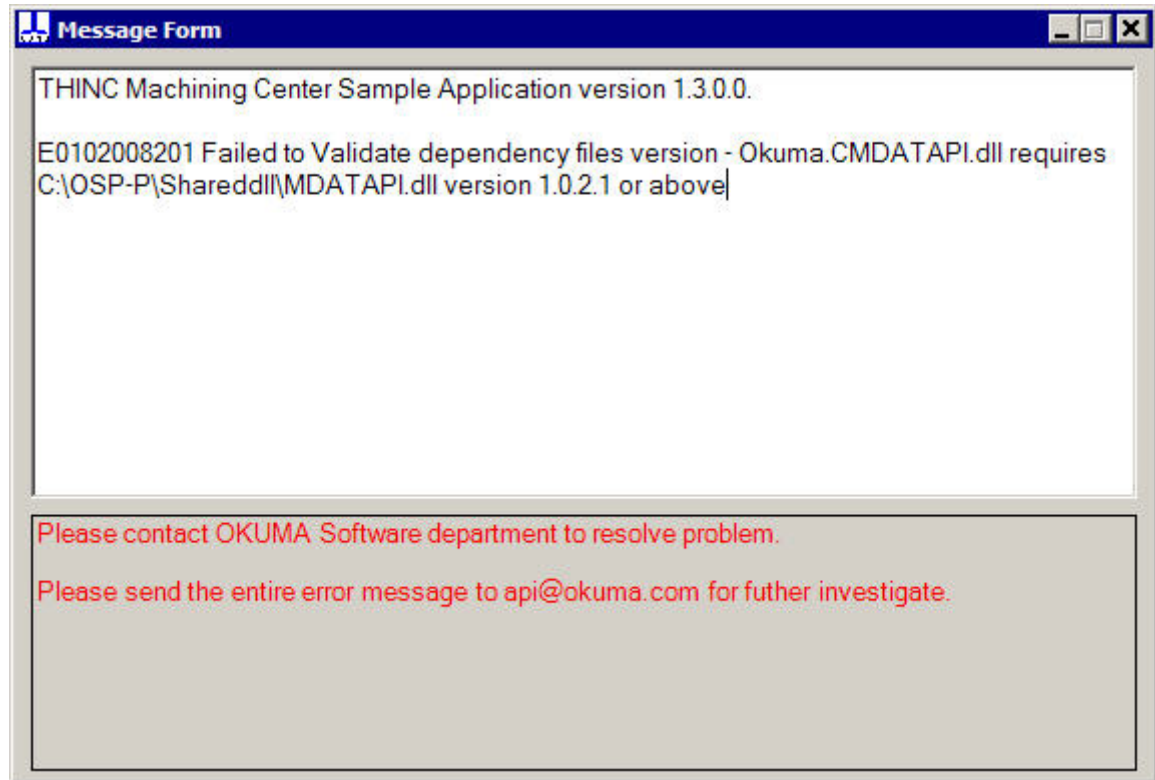 Message Form
THINC Machining Center Sample Application version 1.3.0.0.
E0102008201 Failed to Validate dependency files version - Okuma.CMDATAPI.dll requires
C:\OSP-P\Shareddll\MDATAPI.dll version 1.0.2.1 or above
Please contact OKUMA Software department to resolve problem.
Please send the entire error message to api@okuma.com for futher investigate.